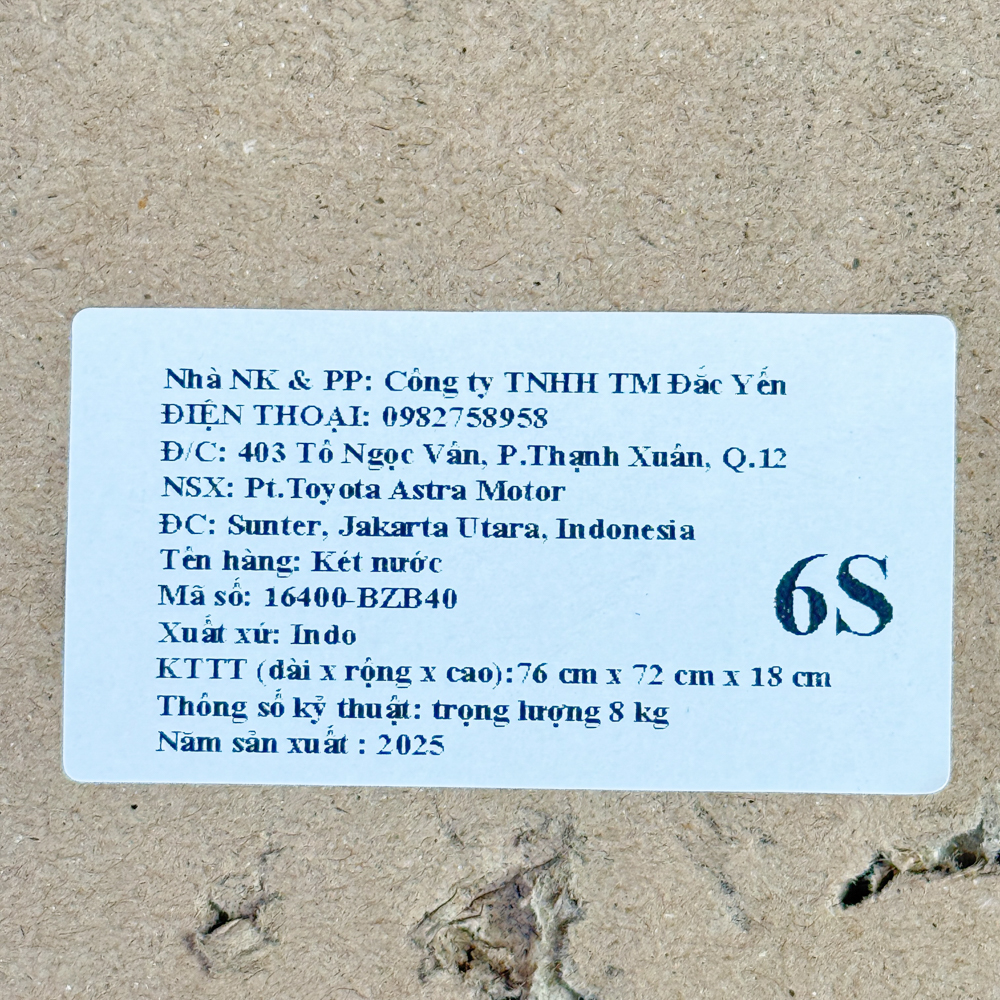 Nhà NK & PP: Công ty TNHH TM Đắc Yến
ĐIỆN THOẠI: 0982758958
Đ/C: 403 Tô Ngọc Vân, P.Thạnh Xuân, Q.12
NSX: Pt.Toyota Astra Motor
ĐC: Sunter, Jakarta Utara, Indonesia
Tên hàng: Két nước
Mã số: 16400-BZB40
6S
Xuất xứ: Indo
KTTT (dài x rộng x cao):76 cm x 72 cm x 18 cm
Thông số kỷ thuật: trọng lượng 8 kg
Năm sản xuất : 2025